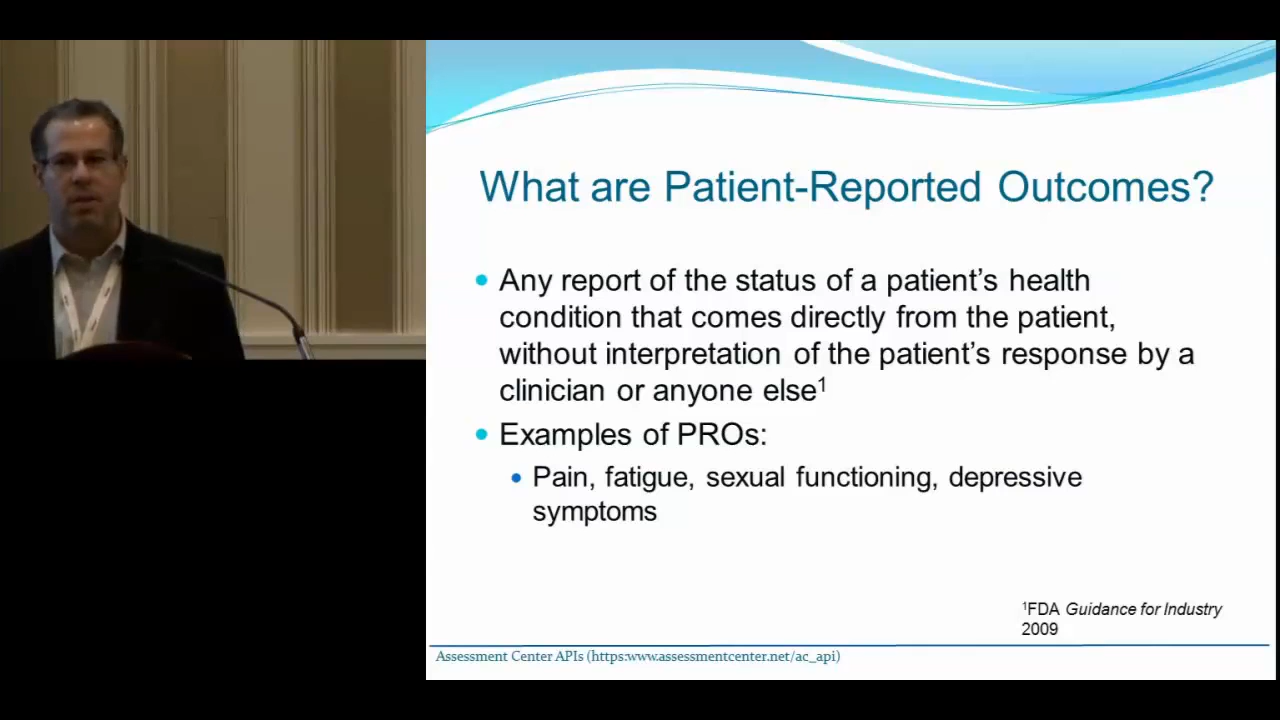 What are Patient-Reported Outcomes?
Any report of the status of a patient’s health
condition that comes directly from the patient,
without interpretation of the patient’s response by a
clinician or anyone else¹
Examples of PROs:
Pain, fatigue, sexual functioning, depressive
symptoms
¹FDA Guidance for Industry
2009
Assessment Center APIs (https:www.assessmentcenter.net/ac_api)